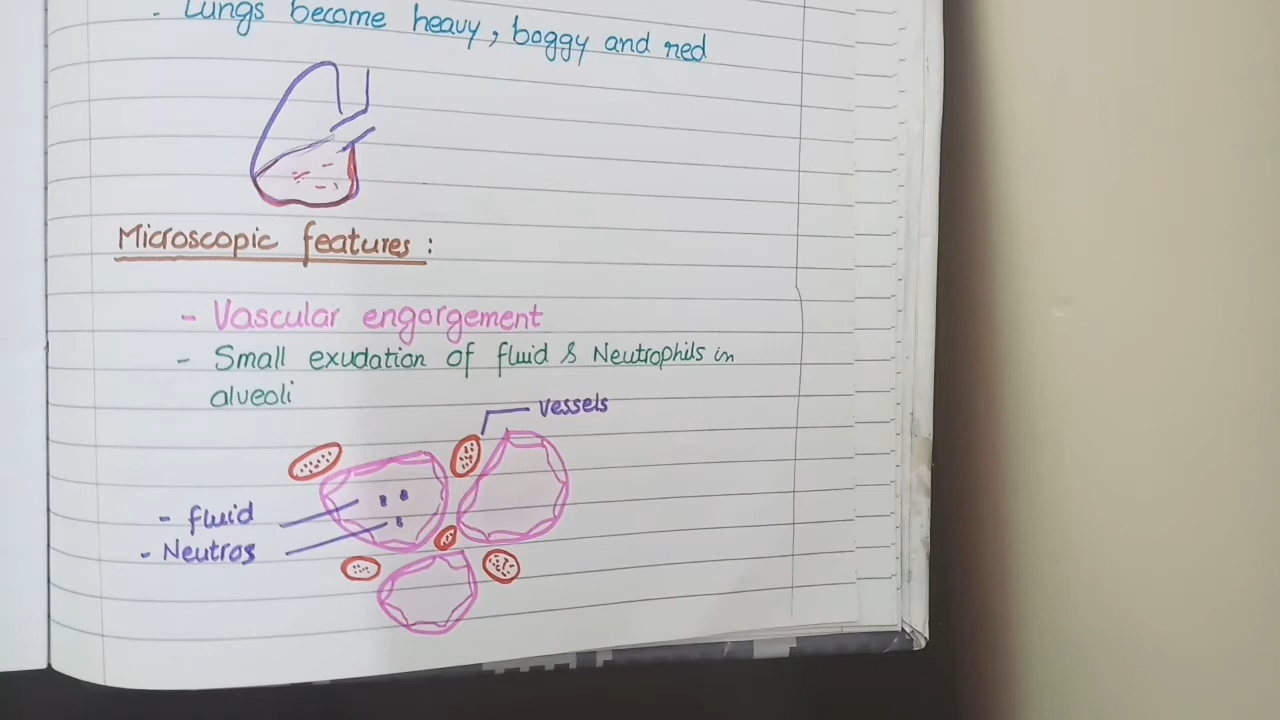 - Lungs become heavy, boggy and red
Microscopic features :
- Vascular engorgement
- Small exudation of fluid & Neutrophils in
alveoli
vessels
- fluid
- Neutros